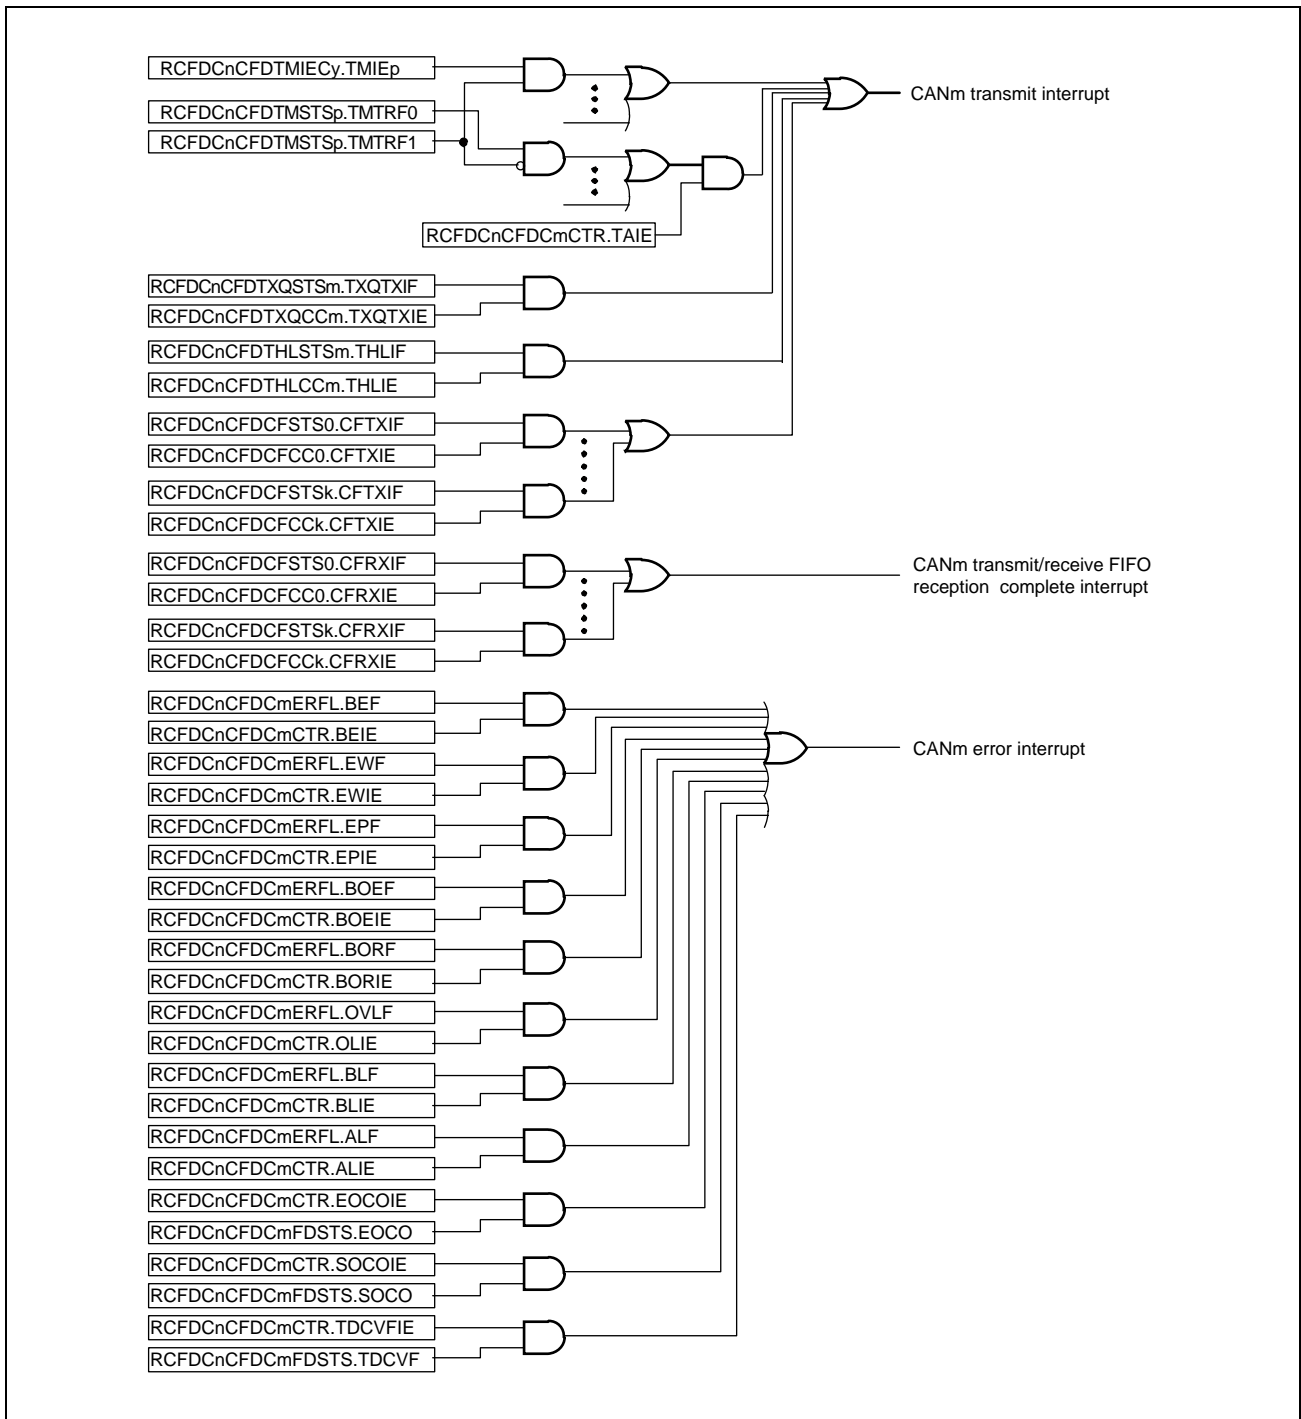 RCFDCnCFDTMIECy.TMIEp
RCFDCnCFDTMSTSp.TMTRF0
RCFDCnCFDTMSTSp.TMTRF1
CANm transmit interrupt
RCFDCnCFDCmCTR.TAIE
RCFDCnCFDTXQSTSm.TXQTXIF
RCFDCnCFDTXQCCm.TXQTXIE
RCFDCnCFDTHLSTSm.THLIF
RCFDCnCFDTHLCCm.THLIE
RCFDCnCFDCFSTS0.CFTXIF
RCFDCnCFDCFCC0.CFTXIE
RCFDCnCFDCFSTSk.CFTXIF
RCFDCnCFDCFCCk.CFTXIE
RCFDCnCFDCFSTS0.CFRXIF
RCFDCnCFDCFCC0.CFRXIE
RCFDCnCFDCFSTSk.CFRXIF
RCFDCnCFDCFCCk.CFRXIE
CANm transmit/receive FIFO
reception complete interrupt
RCFDCnCFDCmERFL.BEF
RCFDCnCFDCmCTR.BEIE
RCFDCnCFDCmERFL.EWF
RCFDCnCFDCmCTR.EWIE
RCFDCnCFDCmERFL.EPF
RCFDCnCFDCmCTR.EPIE
RCFDCnCFDCmERFL.BOEF
RCFDCnCFDCmCTR.BOEIE
RCFDCnCFDCmERFL.BORF
RCFDCnCFDCmCTR.BORIE
RCFDCnCFDCmERFL.OVLF
RCFDCnCFDCmCTR.OLIE
RCFDCnCFDCmERFL.BLF
RCFDCnCFDCmCTR.BLIE
RCFDCnCFDCmERFL.ALF
RCFDCnCFDCmCTR.ALIE
RCFDCnCFDCmCTR.EOCOIE
RCFDCnCFDCmFDSTS.EOCO
RCFDCnCFDCmCTR.SOCOIE
RCFDCnCFDCmFDSTS.SOCO
RCFDCnCFDCmCTR.TDCVFIE
RCFDCnCFDCmFDSTS.TDCVF
CANm error interrupt